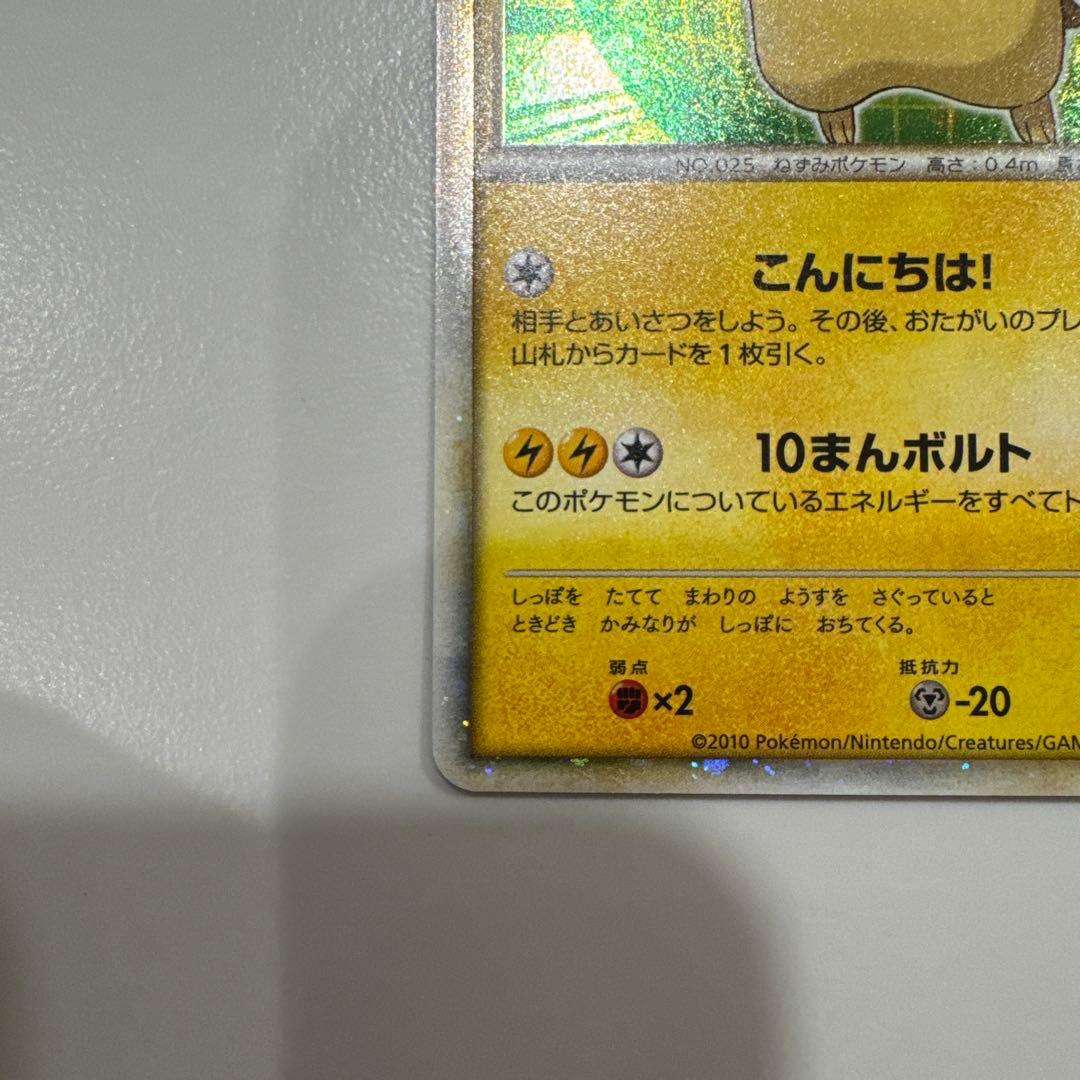 NO.025 ねずみポケモン 高さ:0.4m
こんにちは!
相手とあいさつをしよう。その後、おたがいのプレ
山札からカードを1枚引く。
10まんボルト
このポケモンについているエネルギーをすべてト
しっぽを たてて まわりの ようすを さぐっていると
ときどき かみなりが しっぽに おちてくる。
弱点 抵抗力
×2 -20
©2010 Pokémon/Nintendo/Creatures/GAM